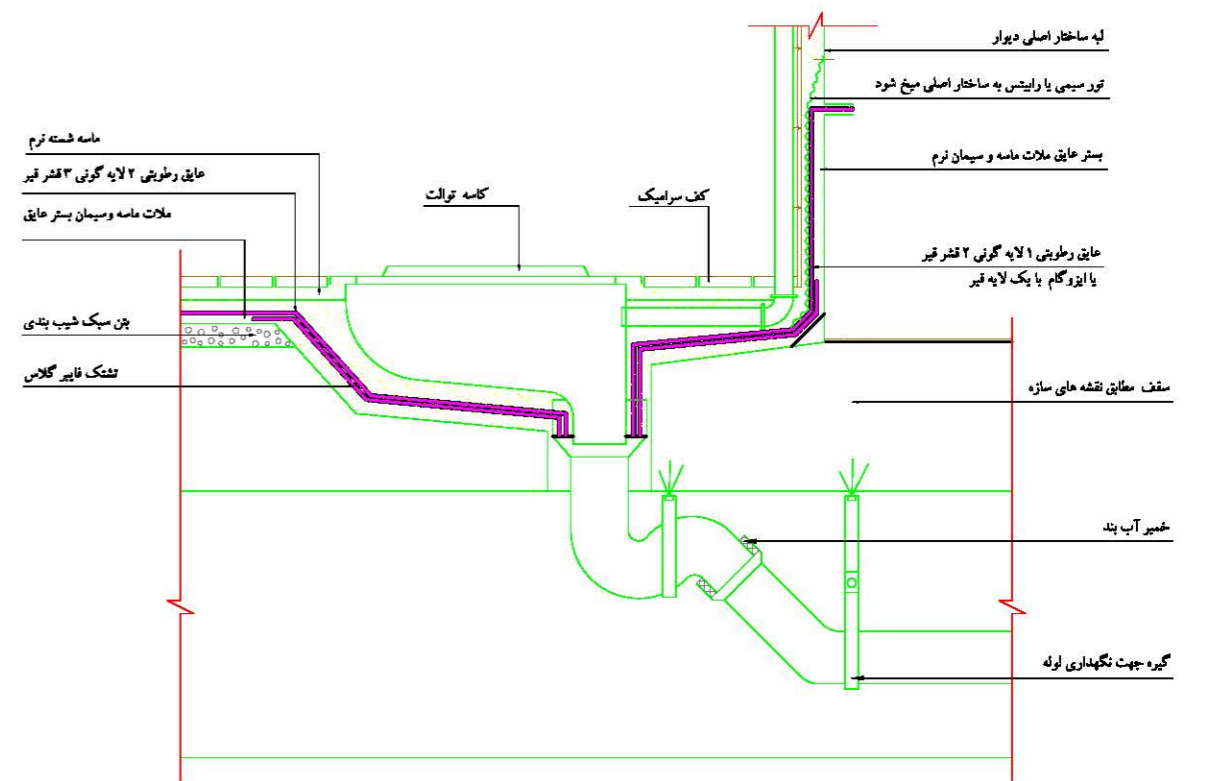 لبه ساختار اصلی دیوار
تور سیمی یا رابیتس به ساختار اصلی میخ شود
بستر عایق ملات ماسه و سیمان نرم
عایق رطوبتی ۱ لایه گونی ۲ قشر قیر
یا ایزوگام با یک لایه قیر
سقف مطابق نقشه های سازه
خمیر آب بند
گیره جهت نگهداری لوله
کف سرامیک
کاسه توالت
ماسه شسته نرم
عایق رطوبتی ۲ لایه گونی ۳ قشر قیر
ملات ماسه وسیمان بستر عایق
بتن سبک شیب بندی
تشتک فایبر گلاس